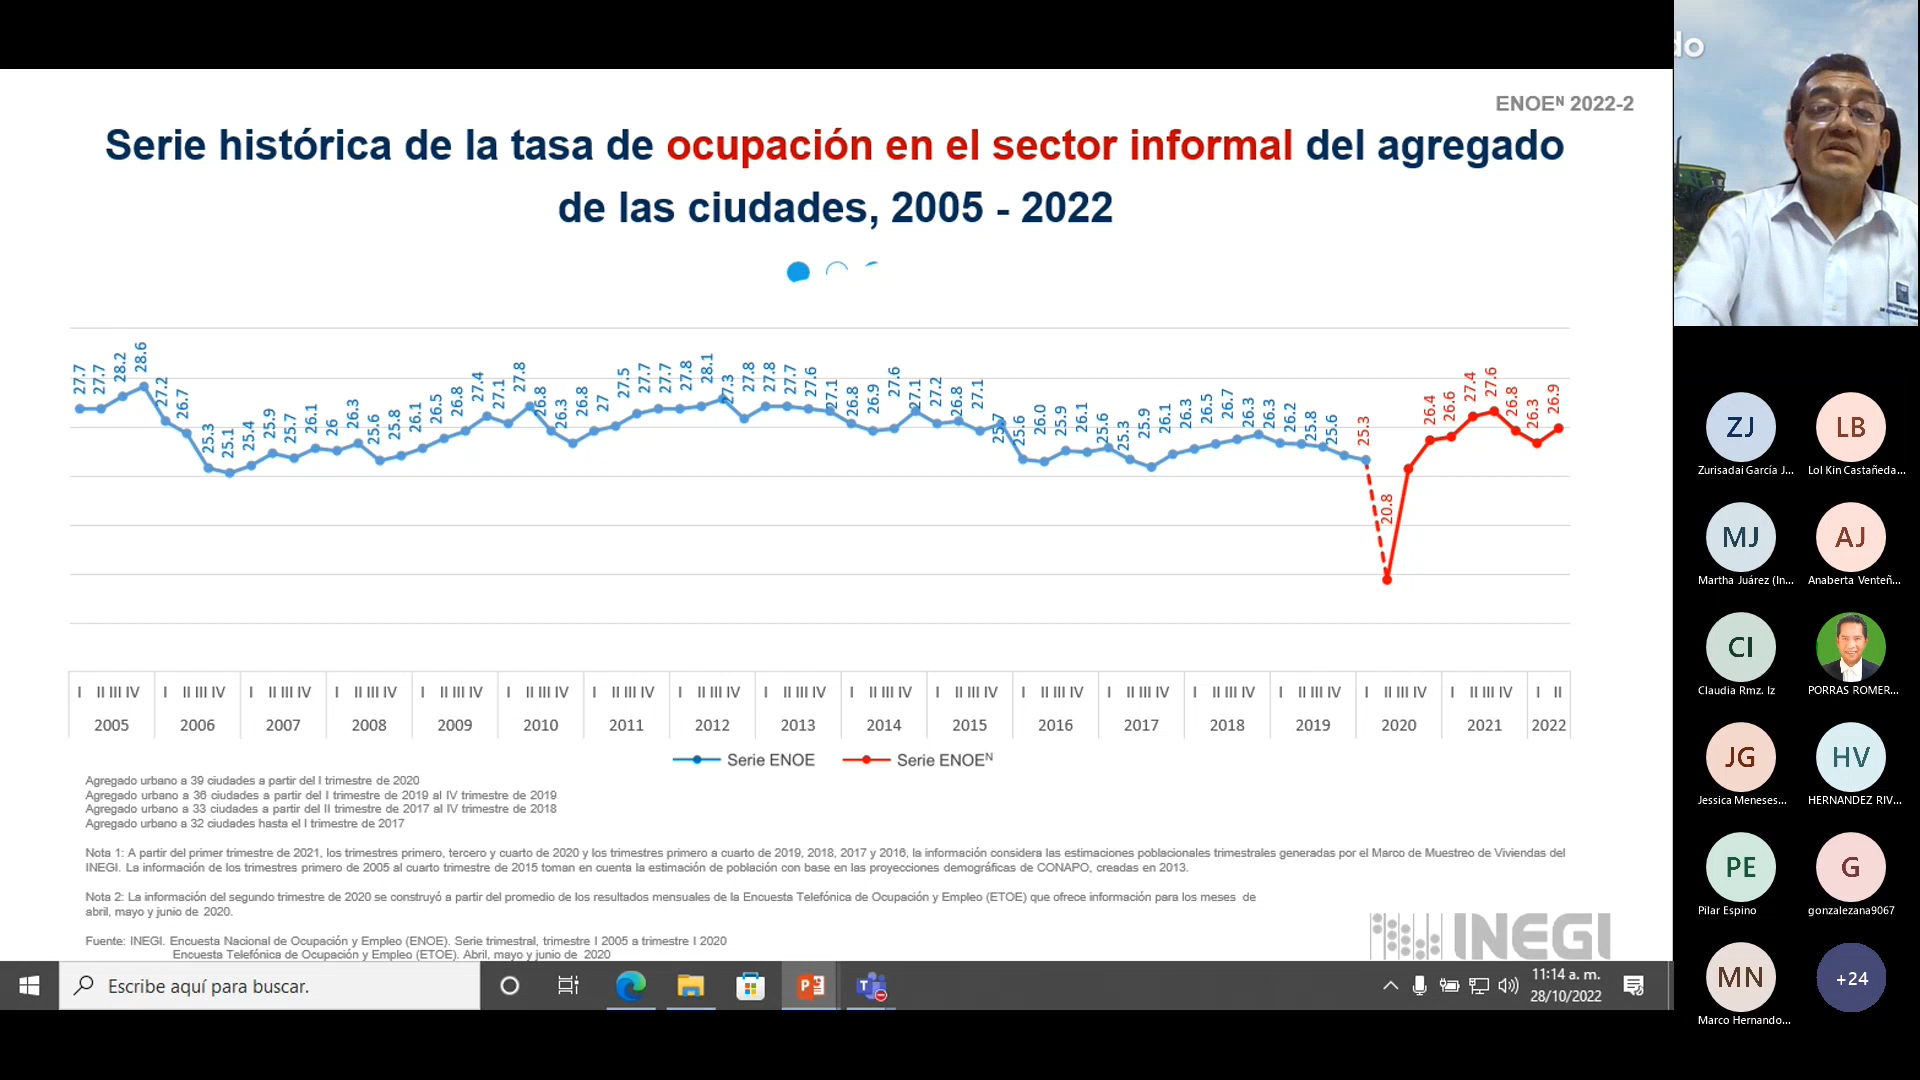 do
ENOEᴺ 2022-2
Serie histórica de la tasa de ocupación en el sector informal del agregado
de las ciudades, 2005 - 2022
27.7 27.7 28.2 28.6 27.2 26.7 25.3 25.1 25.4 25.9 25.7 26.1 26 26.3 25.6 25.8 26.1 26.5 26.8 27.4 27.1 27.8 26.8 26.3 26.8 27 27.5 27.7 27.7 27.8 28.1 27.3 27.8 27.8 27.7 27.6 27.1 26.8 26.9 27.6 27.1 27.2 26.8 27.1 25.7 25.6 26.0 25.9 26.1 25.6 25.3 25.9 26.1 26.3 26.5 26.7 26.3 26.3 26.2 25.8 25.6 25.3 20.8 26.4 26.6 27.4 27.6 26.8 26.3 26.9
I II III IV I II III IV I II III IV I II III IV I II III IV I II III IV I II III IV I II III IV I II III IV I II III IV I II III IV I II III IV I II III IV I II III IV I II III IV I II III IV I II III IV I II
2005 2006 2007 2008 2009 2010 2011 2012 2013 2014 2015 2016 2017 2018 2019 2020 2021 2022
Serie ENOE Serie ENOEᴺ
Agregado urbano a 39 ciudades a partir del I trimestre de 2020
Agregado urbano a 36 ciudades a partir del I trimestre de 2019 al IV trimestre de 2019
Agregado urbano a 33 ciudades a partir del II trimestre de 2017 al IV trimestre de 2018
Agregado urbano a 32 ciudades hasta el I trimestre de 2017
Nota 1: A partir del primer trimestre de 2021, los trimestres primero, tercero y cuarto de 2020 y los trimestres primero a cuarto de 2019, 2018, 2017 y 2016, la información considera las estimaciones poblacionales trimestrales generadas por el Marco de Muestreo de Viviendas del
INEGI. La información de los trimestres primero de 2005 al cuarto trimestre de 2015 toman en cuenta la estimación de población con base en las proyecciones demográficas de CONAPO, creadas en 2013.
Nota 2: La información del segundo trimestre de 2020 se construyó a partir del promedio de los resultados mensuales de la Encuesta Telefónica de Ocupación y Empleo (ETOE) que ofrece información para los meses de
abril, mayo y junio de 2020.
Fuente: INEGI. Encuesta Nacional de Ocupación y Empleo (ENOE). Serie trimestral, trimestre I 2005 a trimestre I 2020
Encuesta Telefónica de Ocupación y Empleo (ETOE). Abril, mayo y junio de 2020
INEGI
Escribe aquí para buscar.
11:14 a. m.
28/10/2022
ZJ LB
Zurisadai García J... Lol Kin Castañeda...
MJ AJ
Martha Juárez (In... Anaberta Venteñ...
CI
Claudia Rmz. Iz PORRAS ROMER...
JG HV
Jessica Meneses... HERNANDEZ RIV...
PE G
Pilar Espino gonzalezana9067
MN +24
Marco Hernando...